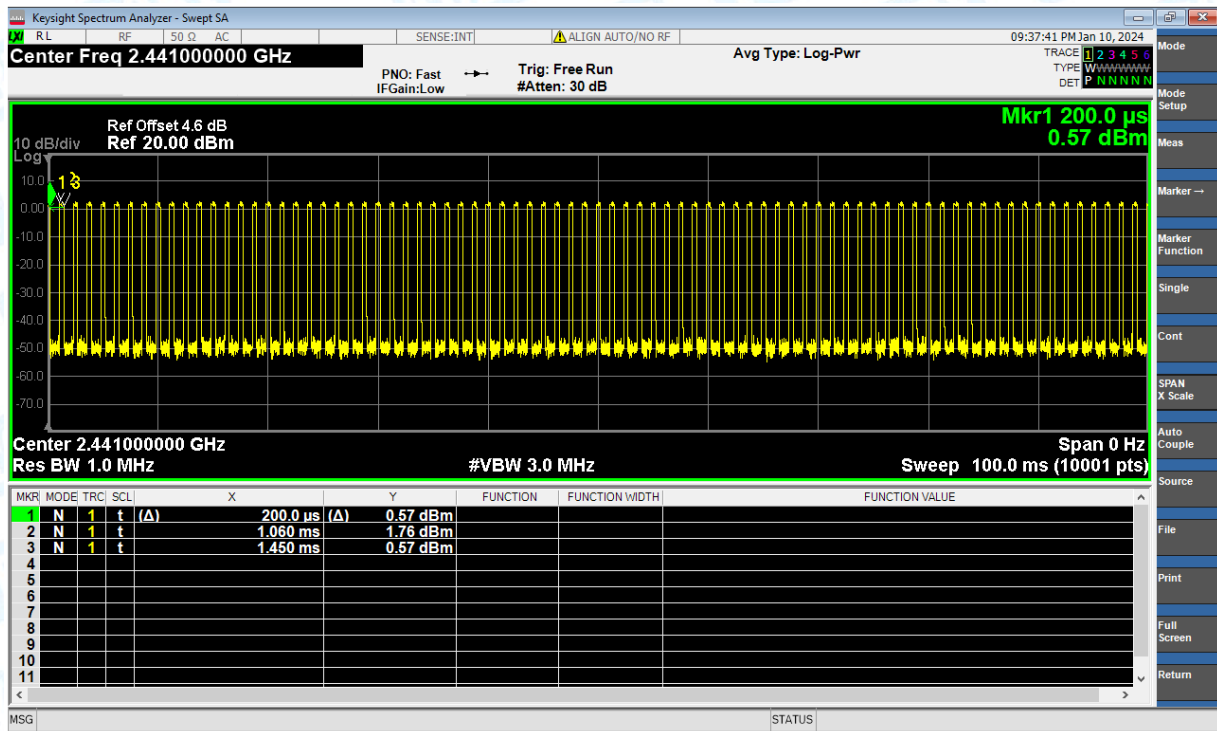 Keysight Spectrum Analyzer - Swept SA
LXI RL RF 50 Ω AC SENSE:INT ALIGN AUTO/NO RF 09:37:41 PM Jan 10, 2024
Center Freq 2.441000000 GHz
PNO: Fast
IFGain:Low
Trig: Free Run
#Atten: 30 dB
Avg Type: Log-Pwr
TRACE 1 2 3 4 5 6
TYPE WWWWWW
DET P N N N N N
Ref Offset 4.6 dB
Ref 20.00 dBm
10 dB/div
Log
Mkr1 200.0 µs
0.57 dBm
10.0
0.00
-10.0
-20.0
-30.0
-40.0
-50.0
-60.0
-70.0
1 3
Center 2.441000000 GHz
Span 0 Hz
Res BW 1.0 MHz
#VBW 3.0 MHz
Sweep 100.0 ms (10001 pts)
MKR MODE TRC SCL X Y FUNCTION FUNCTION WIDTH FUNCTION VALUE
1 N 1 t (Δ) 200.0 µs (Δ) 0.57 dBm
2 N 1 t 1.060 ms 1.76 dBm
3 N 1 t 1.450 ms 0.57 dBm
4
5
6
7
8
9
10
11
MSG STATUS
Mode
Mode
Setup
Meas
Marker →
Marker
Function
Single
Cont
SPAN
X Scale
Auto
Couple
Source
File
Print
Full
Screen
Return